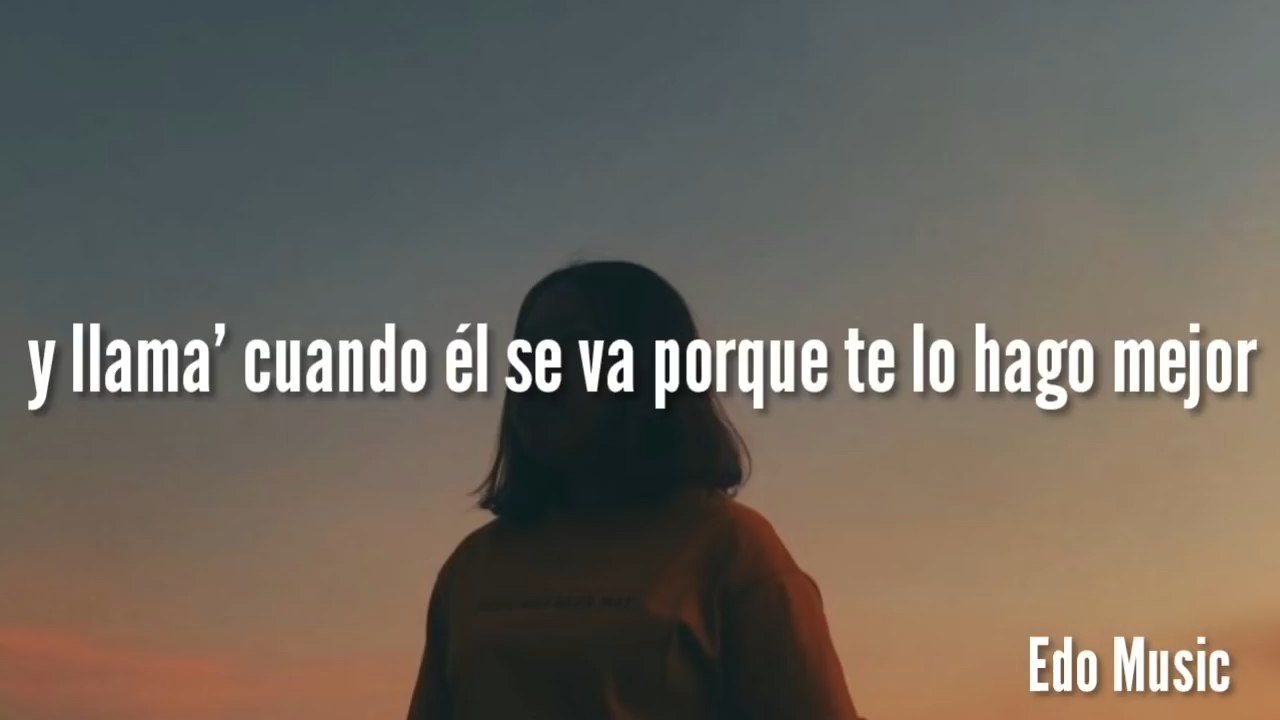 y llama’ cuando él se va porque te lo hago mejor
Edo Music